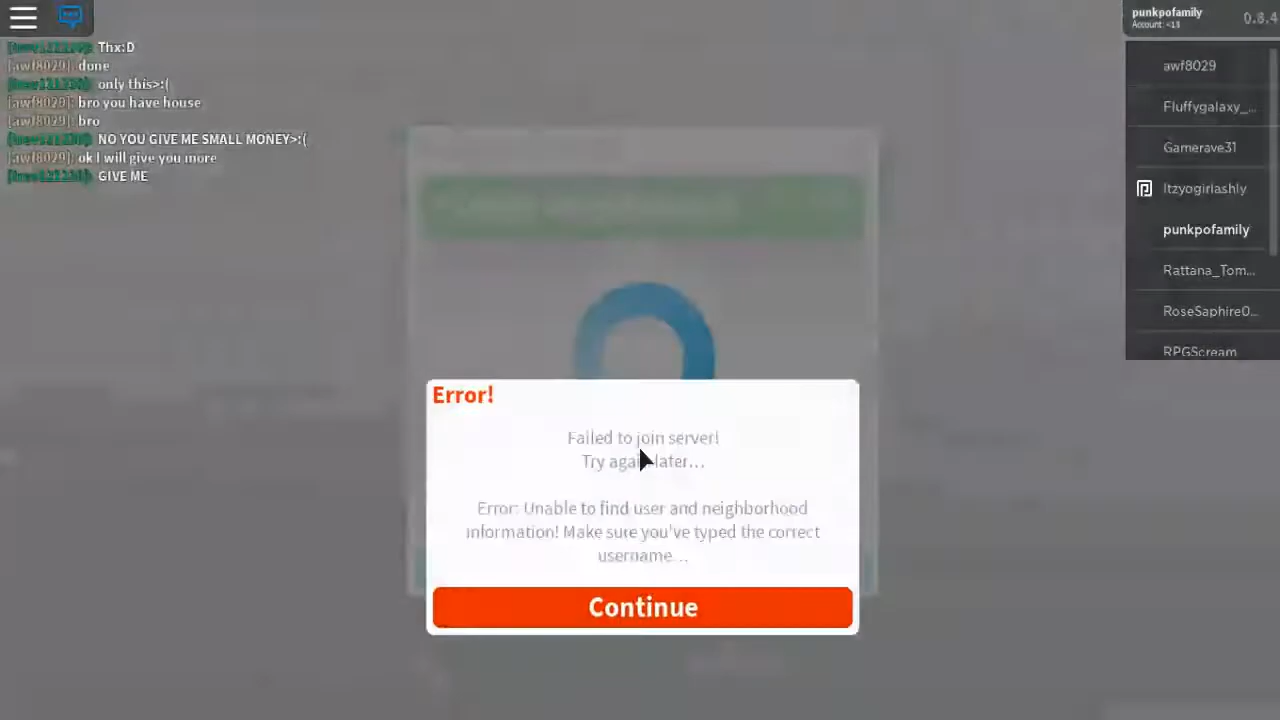 Thx:D
[awf8029]: done
only this>:(
[awf8029]: bro you have house
[awf8029]: bro
NO YOU GIVE ME SMALL MONEY>:(
[awf8029]: ok I will give you more
GIVE ME
punkpofamily
Account: <13
0.8.4
awf8029
Fluffygalaxy_...
Gamerave31
Itzyogirlashly
punkpofamily
Rattana_Tom...
RoseSaphire0...
RPGScream
Error!
Failed to join server!
Try again later...
Error: Unable to find user and neighborhood
information! Make sure you've typed the correct
username...
Continue